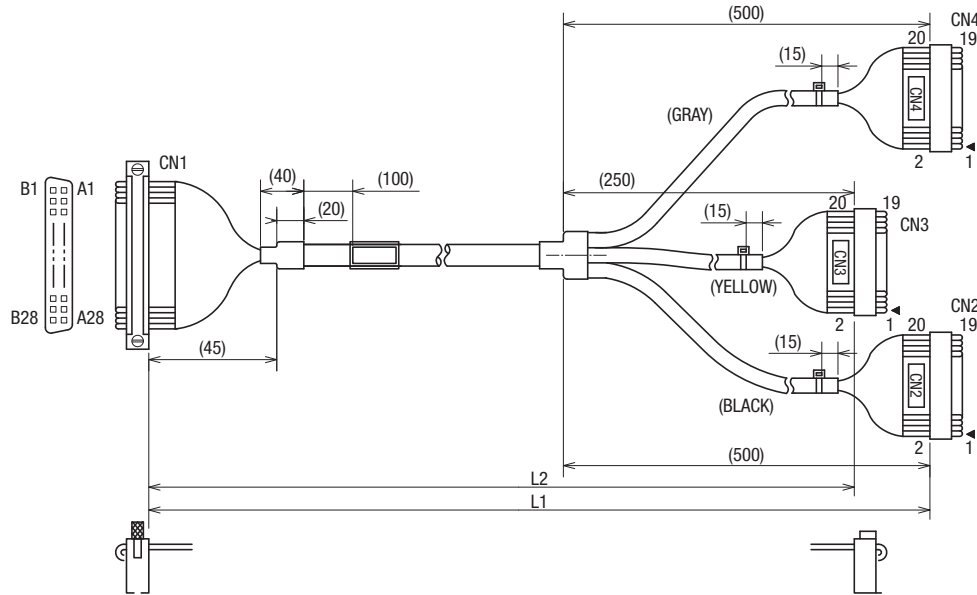 (500)
CN4
20
19
(15)
CN4
(GRAY)
2
1
CN1
B1
A1
(40)
(100)
(20)
(250)
20
19
(15)
CN3
CN3
(YELLOW)
2
1
B28
A28
CN2
20
19
(45)
(15)
CN2
(BLACK)
2
1
(500)
L2
L1